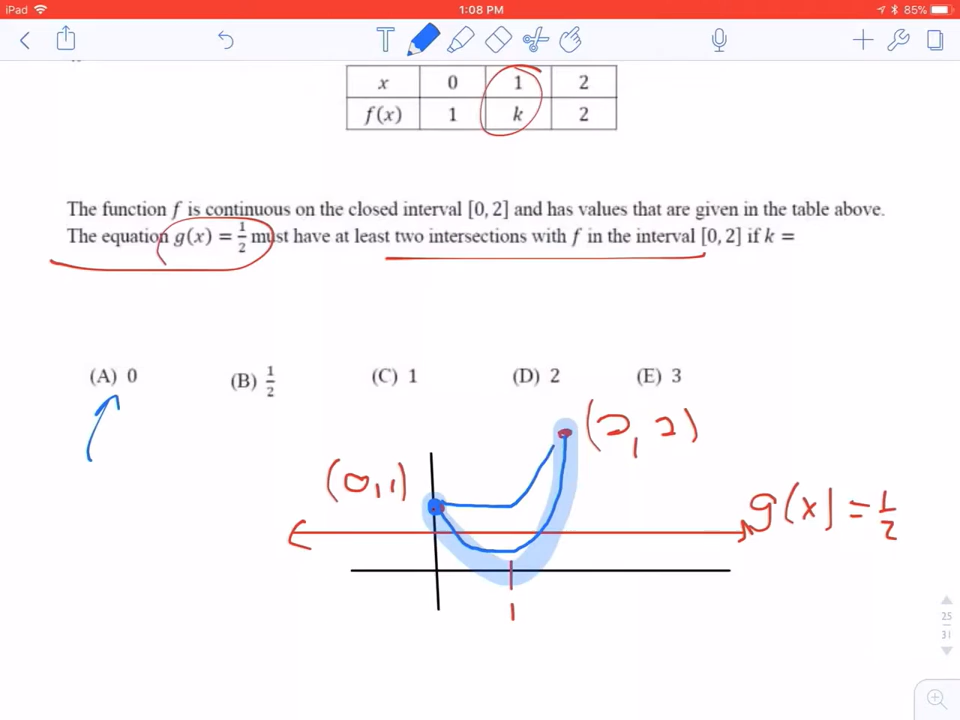 iPad 1:08 PM 85%
T
x 0 1 2
f(x) 1 k 2
The function f is continuous on the closed interval [0, 2] and has values that are given in the table above.
The equation g(x) = 1/2 must have at least two intersections with f in the interval [0, 2] if k =
(A) 0 (B) 1/2 (C) 1 (D) 2 (E) 3
(2, 2)
(0,1)
g(x) = 1/2
1
25
31